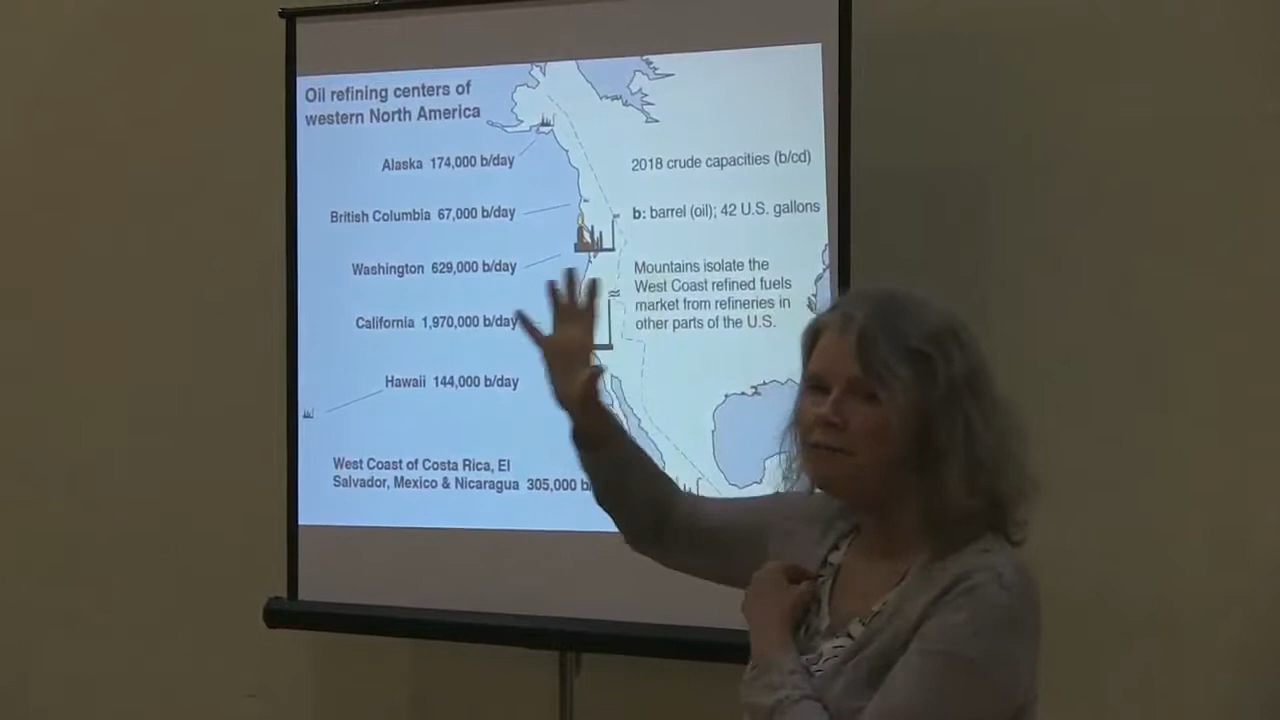 Oil refining centers of
western North America
Alaska 174,000 b/day
2018 crude capacities (b/cd)
British Columbia 67,000 b/day
b: barrel (oil); 42 U.S. gallons
Washington 629,000 b/day
Mountains isolate the
West Coast refined fuels
market from refineries in
other parts of the U.S.
California 1,970,000 b/day
Hawaii 144,000 b/day
West Coast of Costa Rica, El
Salvador, Mexico & Nicaragua 305,000 b